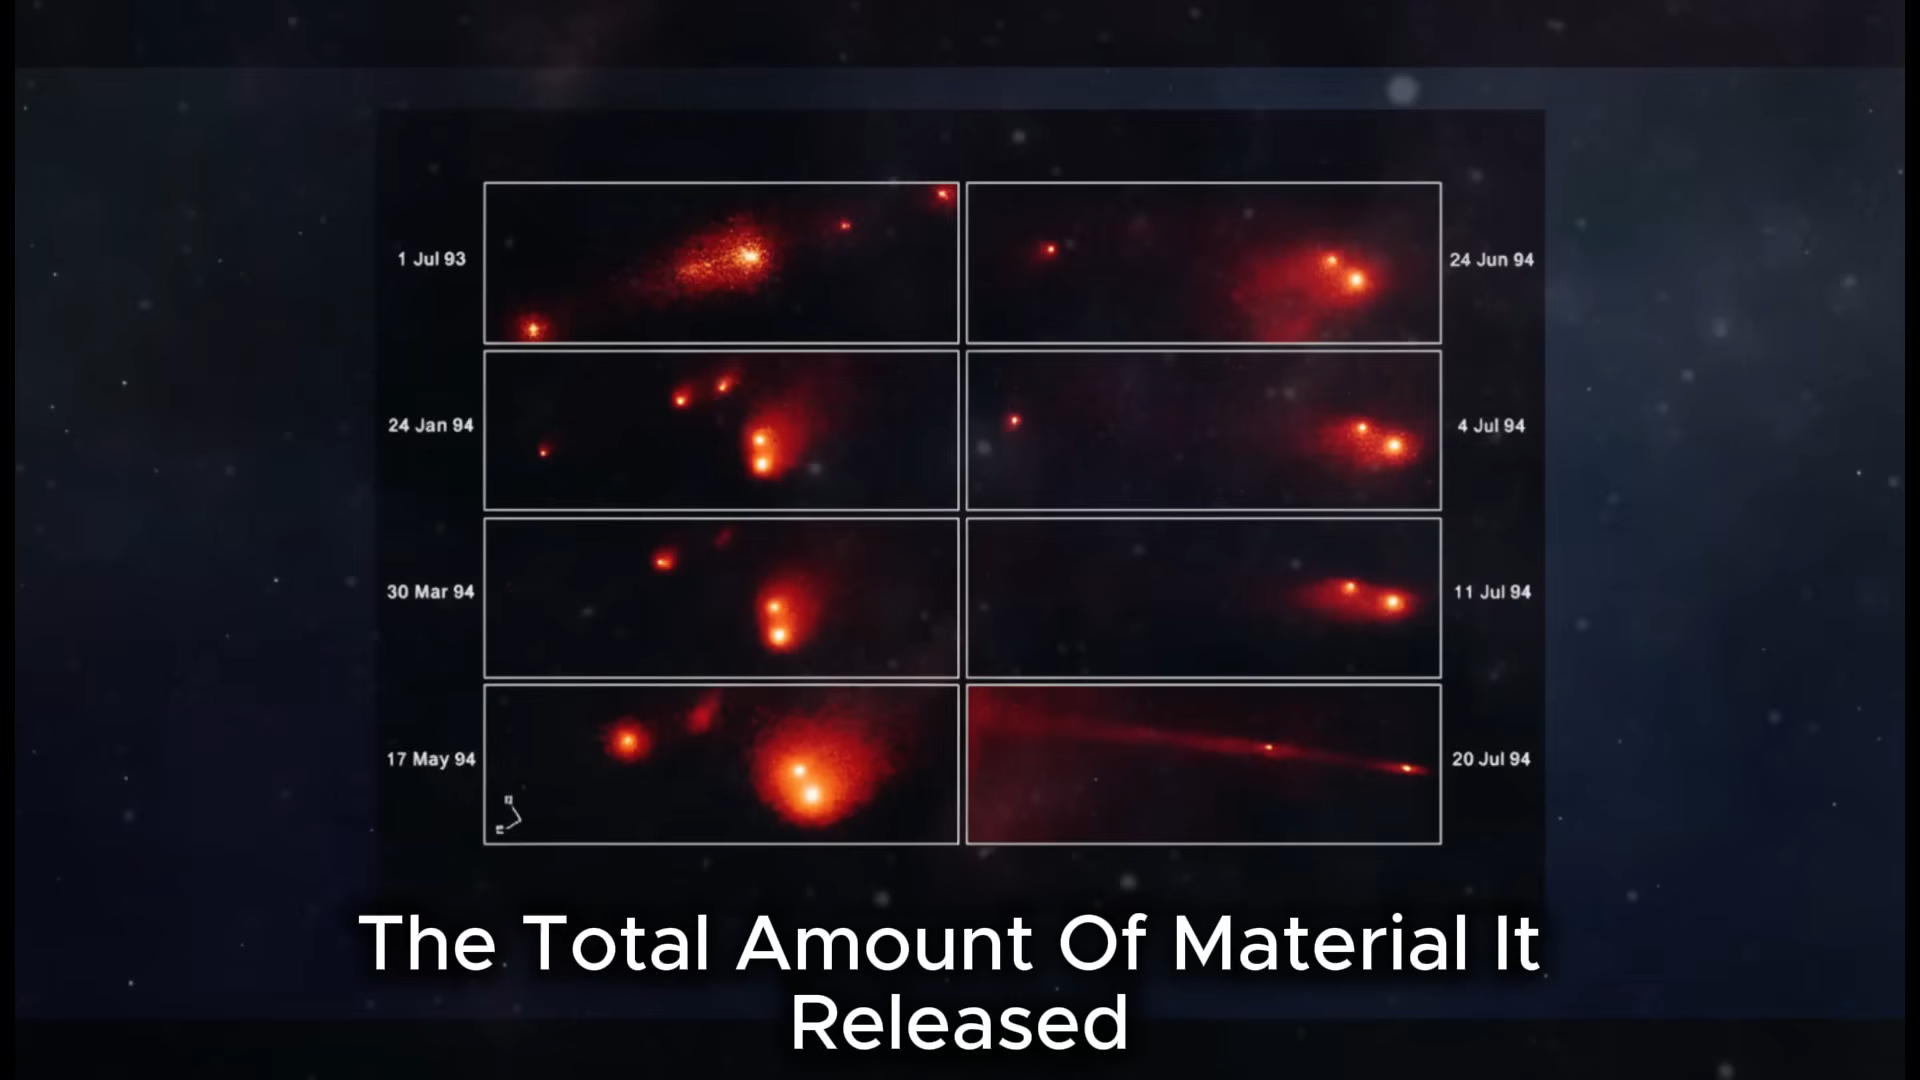 1 Jul 93
24 Jun 94
24 Jan 94
4 Jul 94
30 Mar 94
11 Jul 94
17 May 94
20 Jul 94
The Total Amount Of Material It
Released